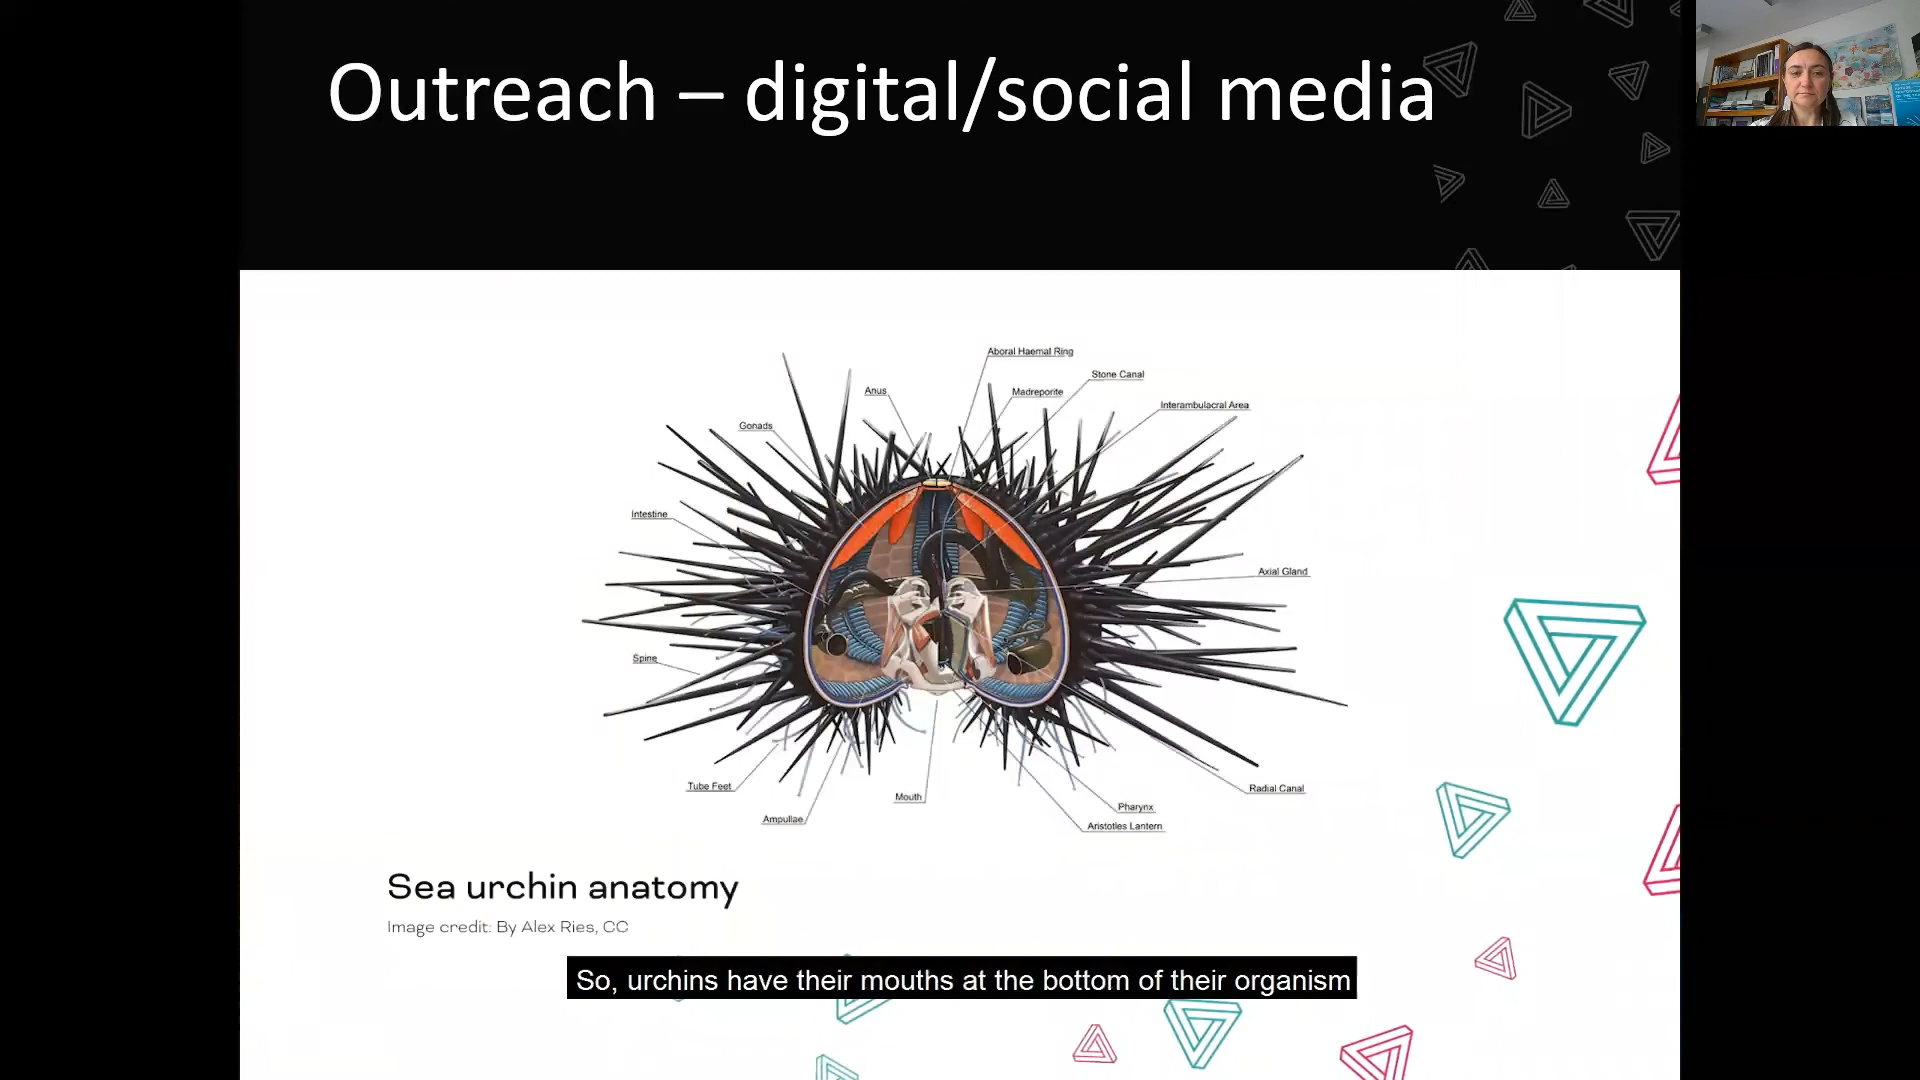 Outreach – digital/social media
Aboral Haemal Ring
Stone Canal
Anus
Madreporite
Interambulacral Area
Gonads
Intestine
Axial Gland
Spine
Tube Feet
Radial Canal
Mouth
Pharynx
Ampullae
Aristotles Lantern
Sea urchin anatomy
Image credit: By Alex Ries, CC
So, urchins have their mouths at the bottom of their organism